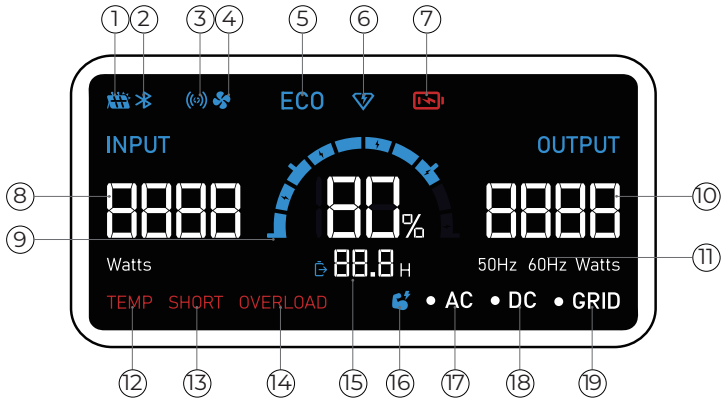 1 2 3 4 5 6 7
ECO
INPUT OUTPUT
8 8888 80% 8888 10
9
Watts 88.8 H 50Hz 60Hz Watts 11
TEMP SHORT OVERLOAD AC DC GRID
12 13 14 15 16 17 18 19